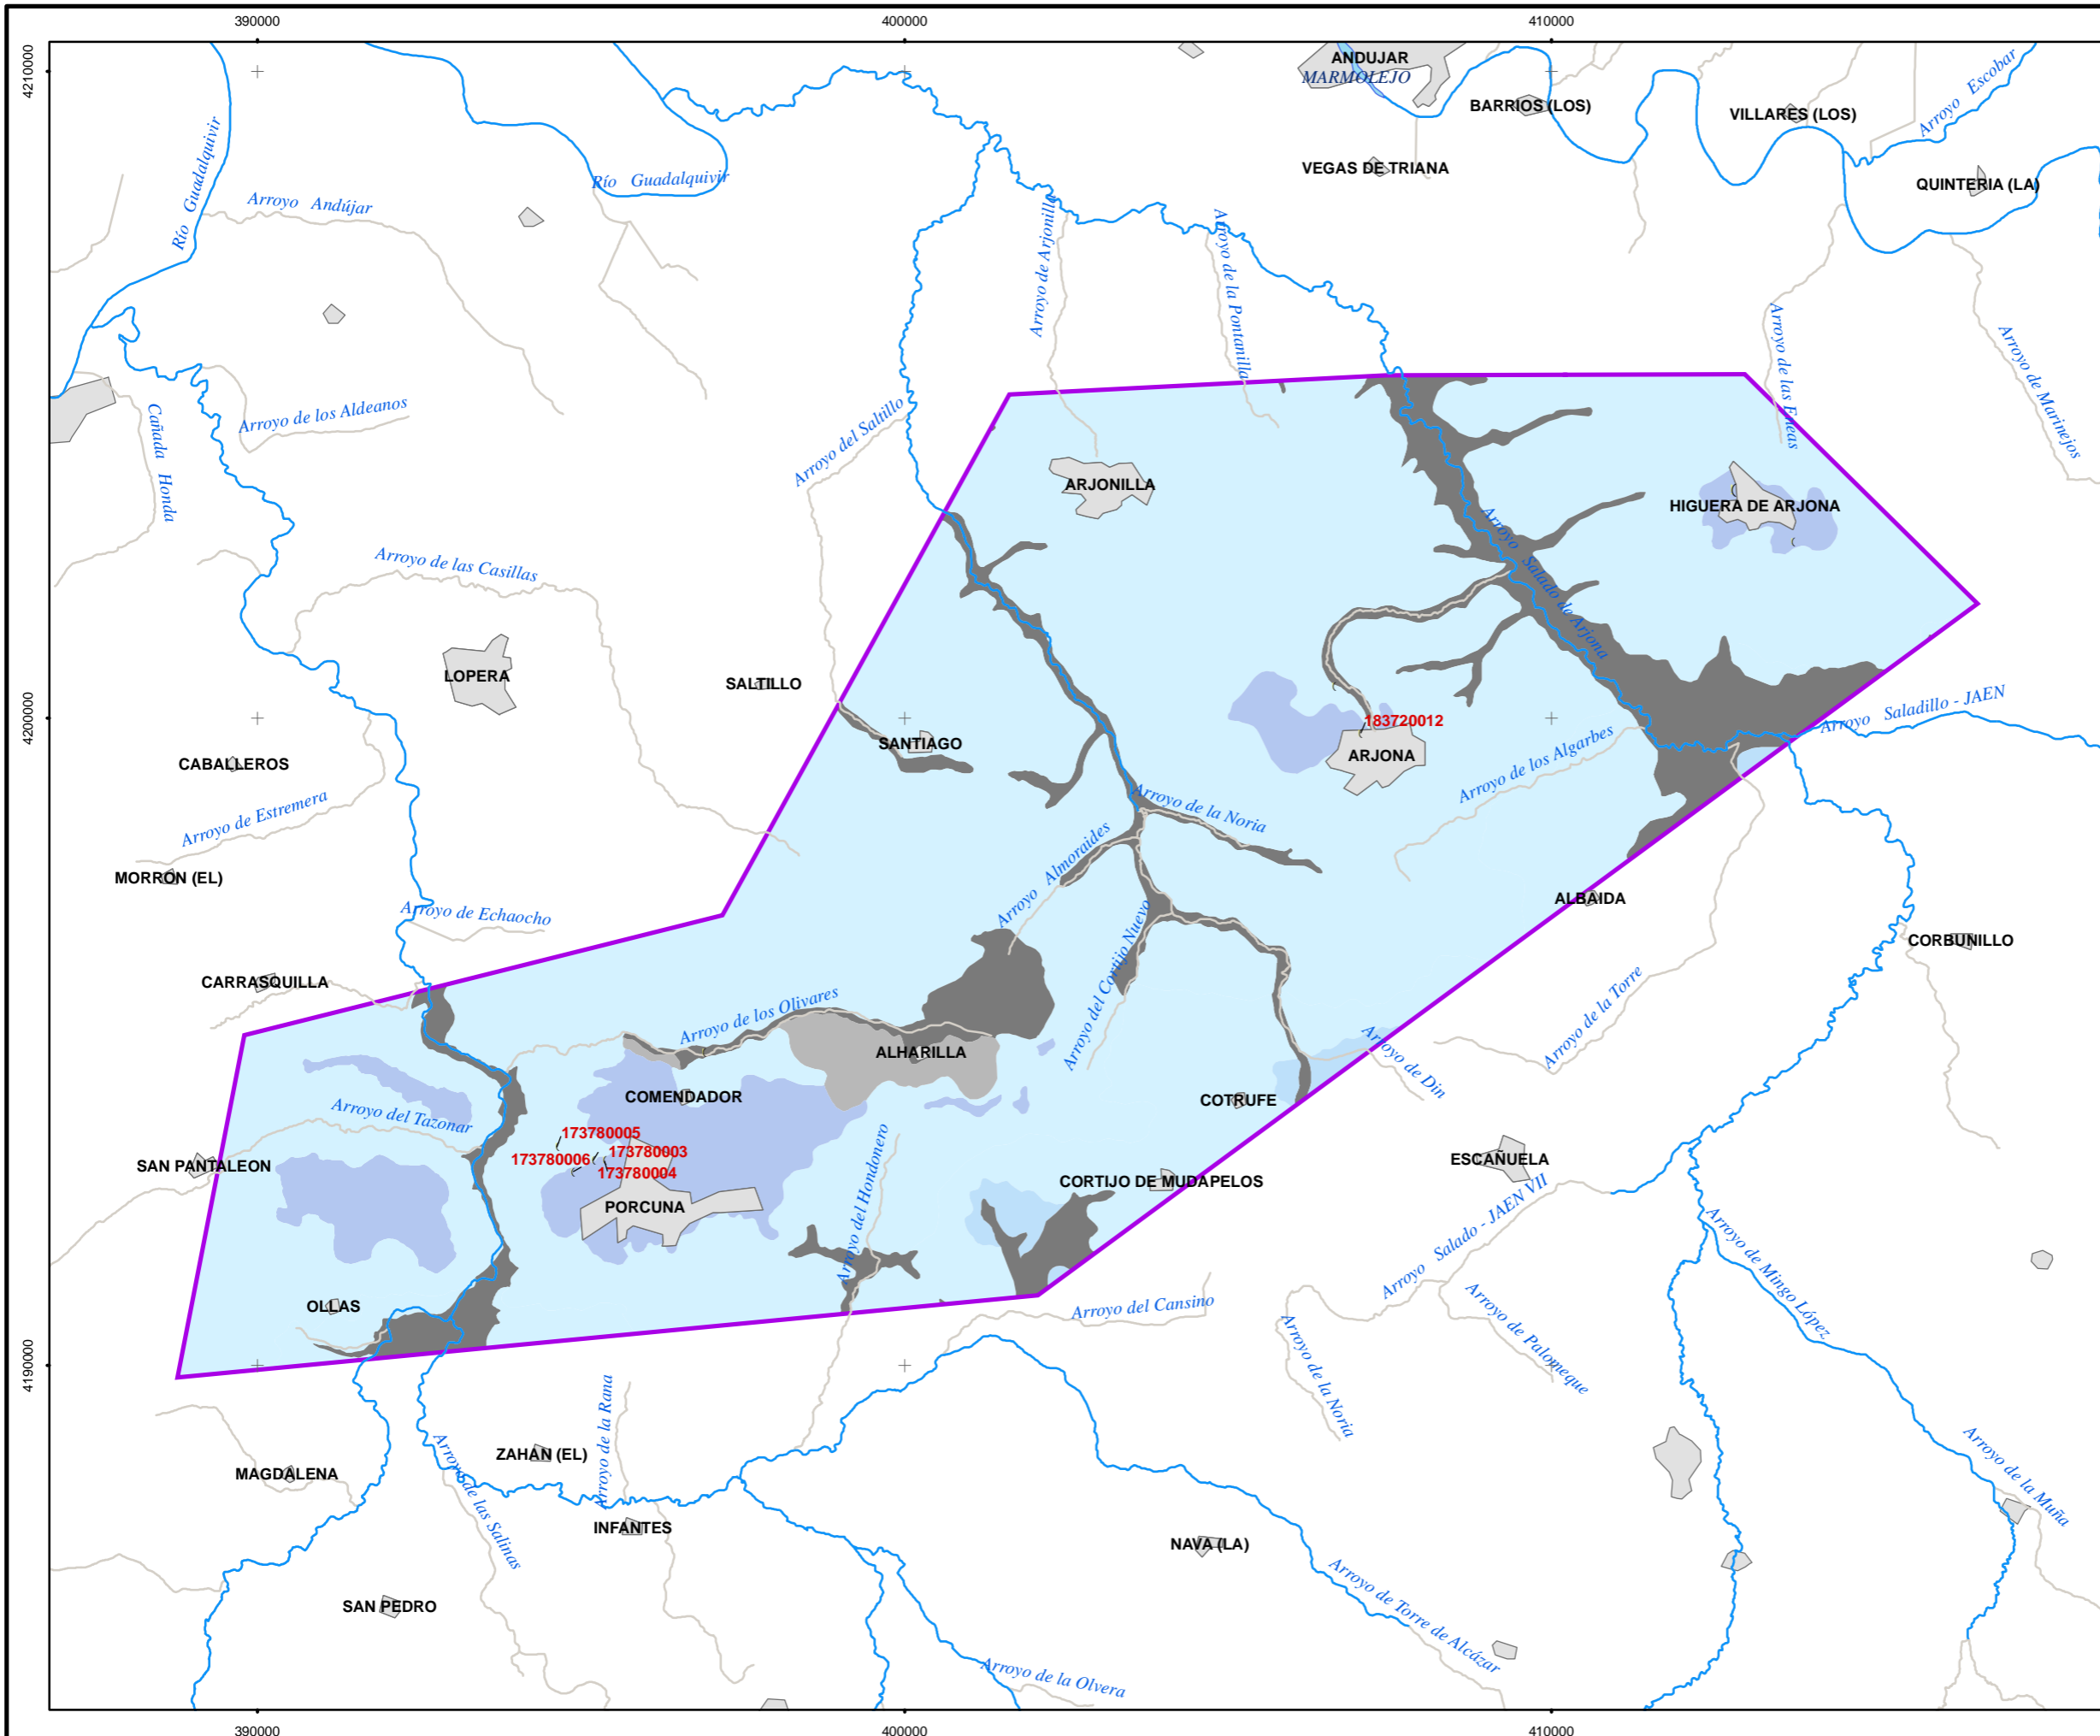 390000
400000
410000
4210000
ANDUJAR
MARMOLEJO
BARRIOS (LOS)
VILLARES (LOS)
Arroyo Escobar
VEGAS DE TRIANA
QUINTERIA (LA)
Río Guadalquivir
Río Guadalquivir
Arroyo Andújar
Arroyo de Arjonilla
Arroyo de la Pontanilla
Arroyo de las Eneas
Arroyo de Marinejos
Cañada Honda
Arroyo de los Aldeanos
Arroyo del Saltillo
ARJONILLA
HIGUERA DE ARJONA
Arroyo Salado de Arjona
Arroyo de las Casillas
LOPERA
SALTILLO
4200000
SANTIAGO
183720012
ARJONA
Arroyo Saladillo - JAEN
Arroyo de los Algarbes
CABALLEROS
Arroyo de Estremera
MORRON (EL)
Arroyo de la Noria
Arroyo Almoraides
ALBAIDA
Arroyo de Echaocho
CORBUNILLO
CARRASQUILLA
Arroyo del Cortijo Nuevo
Arroyo de los Olivares
Arroyo de la Torre
ALHARILLA
Arroyo de Din
COMENDADOR
COTRUFE
Arroyo del Tazonar
173780005
173780003
173780006
173780004
SAN PANTALEON
ESCAÑUELA
CORTIJO DE MUDAPELOS
PORCUNA
Arroyo del Hondonero
Arroyo Salado - JAEN VII
Arroyo de Mingo López
OLLAS
Arroyo del Cansino
Arroyo de Palomeque
Arroyo de la Noria
4190000
Arroyo de la Rana
ZAHAN (EL)
MAGDALENA
Arroyo de las Salinas
Arroyo de la Muña
INFANTES
NAVA (LA)
SAN PEDRO
Arroyo de Torre de Alcázar
Arroyo de la Olvera
390000
400000
410000